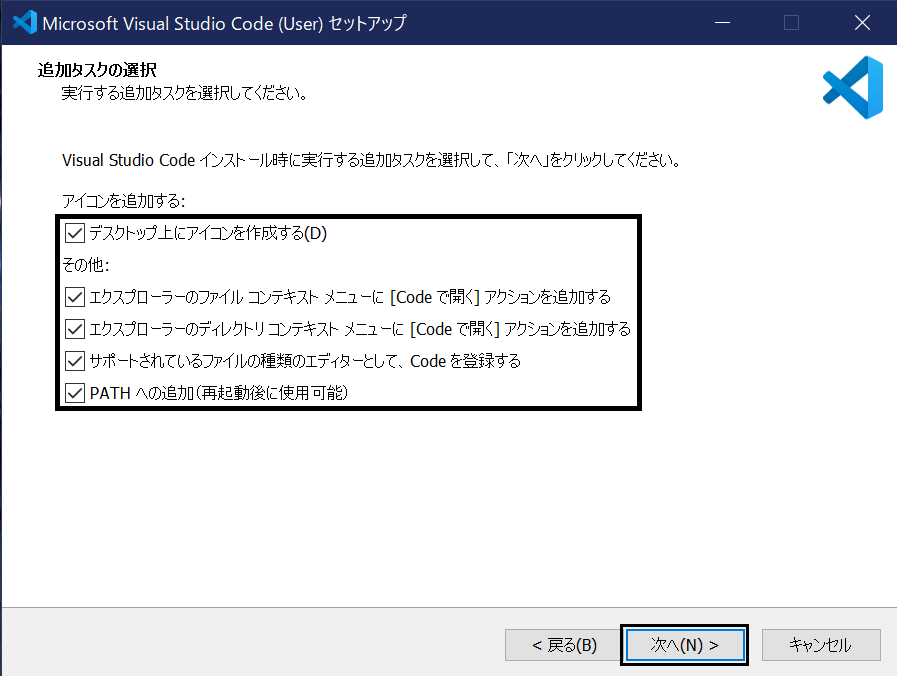 Microsoft Visual Studio Code (User) セットアップ
追加タスクの選択
実行する追加タスクを選択してください。
Visual Studio Code インストール時に実行する追加タスクを選択して、「次へ」をクリックしてください。
アイコンを追加する:
デスクトップ上にアイコンを作成する(D)
その他:
エクスプローラーのファイル コンテキスト メニューに [Code で開く] アクションを追加する
エクスプローラーのディレクトリ コンテキスト メニューに [Code で開く] アクションを追加する
サポートされているファイルの種類のエディターとして、Code を登録する
PATH への追加（再起動後に使用可能）
< 戻る(B) 次へ(N) > キャンセル